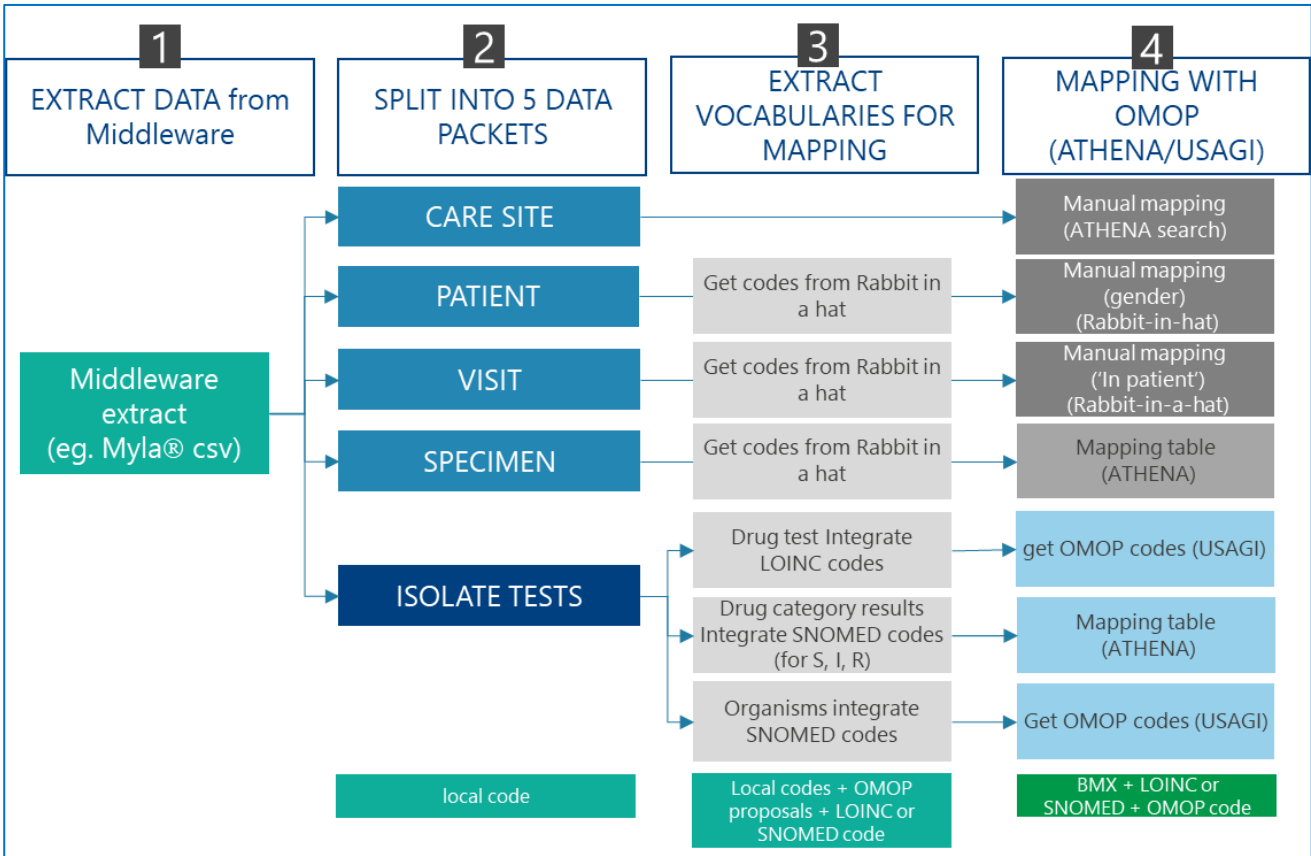 1
EXTRACT DATA from
Middleware
2
SPLIT INTO 5 DATA
PACKETS
3
EXTRACT
VOCABULARIES FOR
MAPPING
4
MAPPING WITH
OMOP
(ATHENA/USAGI)
Middleware
extract
(eg. Myla® csv)
CARE SITE
Manual mapping
(ATHENA search)
PATIENT
Get codes from Rabbit in
a hat
Manual mapping
(gender)
(Rabbit-in-hat)
VISIT
Get codes from Rabbit in
a hat
Manual mapping
('In patient')
(Rabbit-in-a-hat)
SPECIMEN
Get codes from Rabbit in
a hat
Mapping table
(ATHENA)
ISOLATE TESTS
Drug test Integrate
LOINC codes
get OMOP codes (USAGI)
Drug category results
Integrate SNOMED codes
(for S, I, R)
Mapping table
(ATHENA)
Organisms integrate
SNOMED codes
Get OMOP codes (USAGI)
local code
Local codes + OMOP
proposals + LOINC or
SNOMED code
BMX + LOINC or
SNOMED + OMOP code